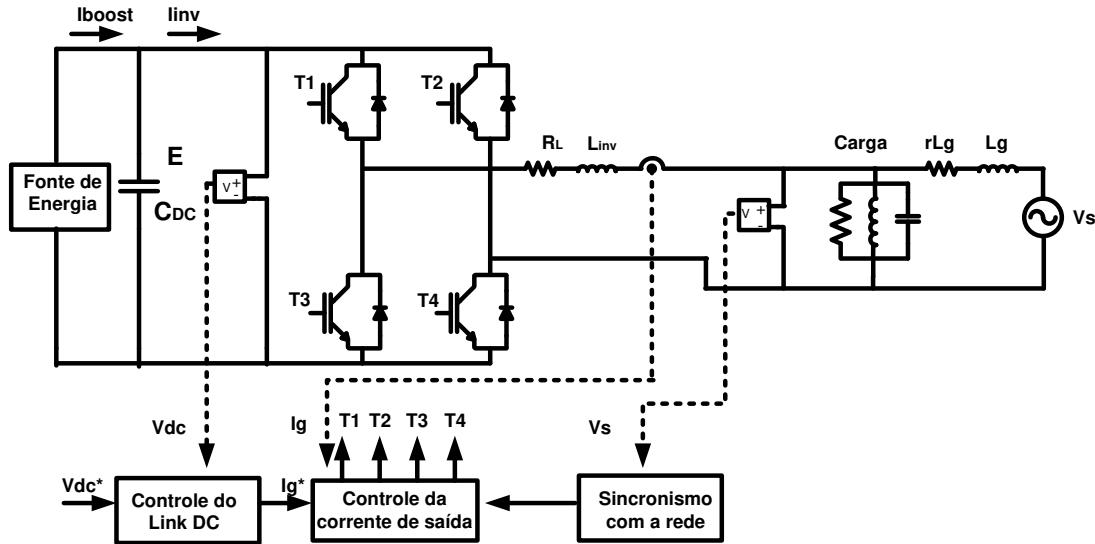 Iboost
Iinv
T1
T2
RL
Linv
Carga
rLg
Lg
E
CDC
Fonte de
Energia
V
+
-
V
+
-
Vs
T3
T4
Vdc
Ig
T1
T2
T3
T4
Vs
Vdc*
Controle do
Link DC
Ig*
Controle da
corrente de saída
Sincronismo
com a rede